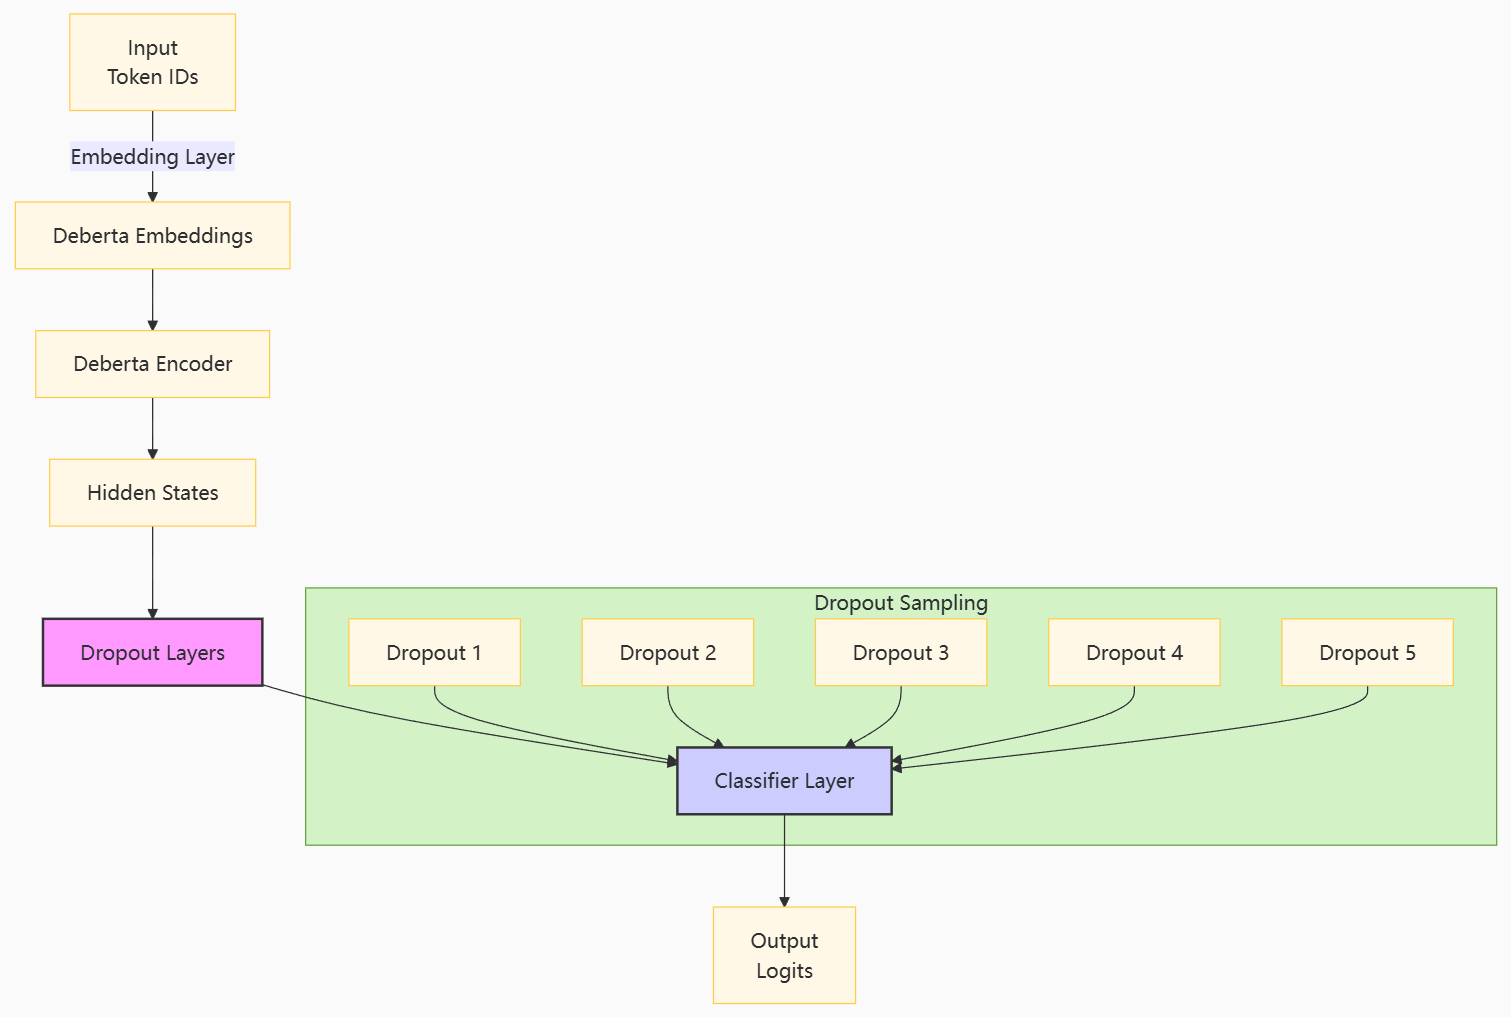 Input
Token IDs
Embedding Layer
Deberta Embeddings
Deberta Encoder
Hidden States
Dropout Sampling
Dropout Layers
Dropout 1
Dropout 2
Dropout 3
Dropout 4
Dropout 5
Classifier Layer
Output
Logits